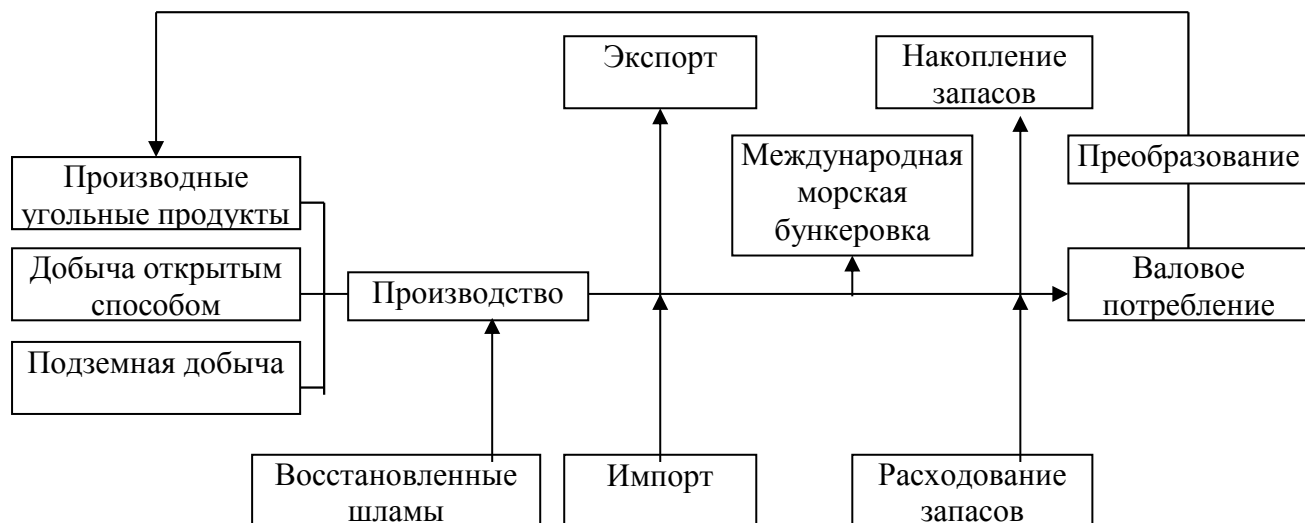 Экспорт
Накопление
запасов
Международная
морская
бункеровка
Преобразование
Производные
угольные продукты
Добыча открытым
способом
Производство
Валовое
потребление
Подземная добыча
Восстановленные
шламы
Импорт
Расходование
запасов